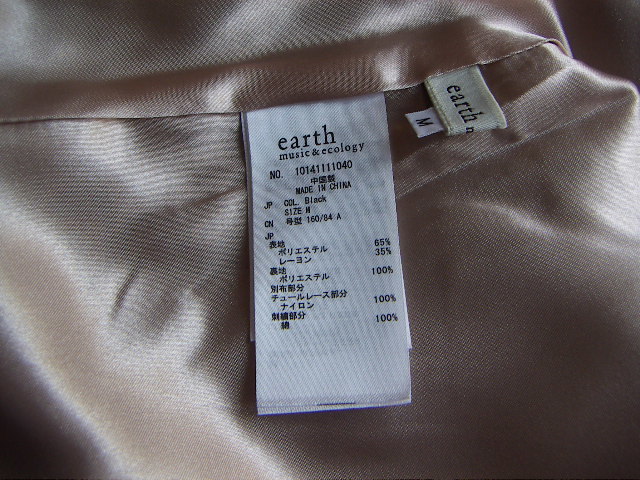 earth
music&ecology
NO. 10141111040
中国製
MADE IN CHINA
JP COL. Black
SIZE M
CN 号型 160/84 A
JP
表地
ポリエステル 65%
レーヨン 35%
裏地
ポリエステル 100%
別布部分
チュールレース部分
ナイロン 100%
刺繍部分
綿 100%
M
earth